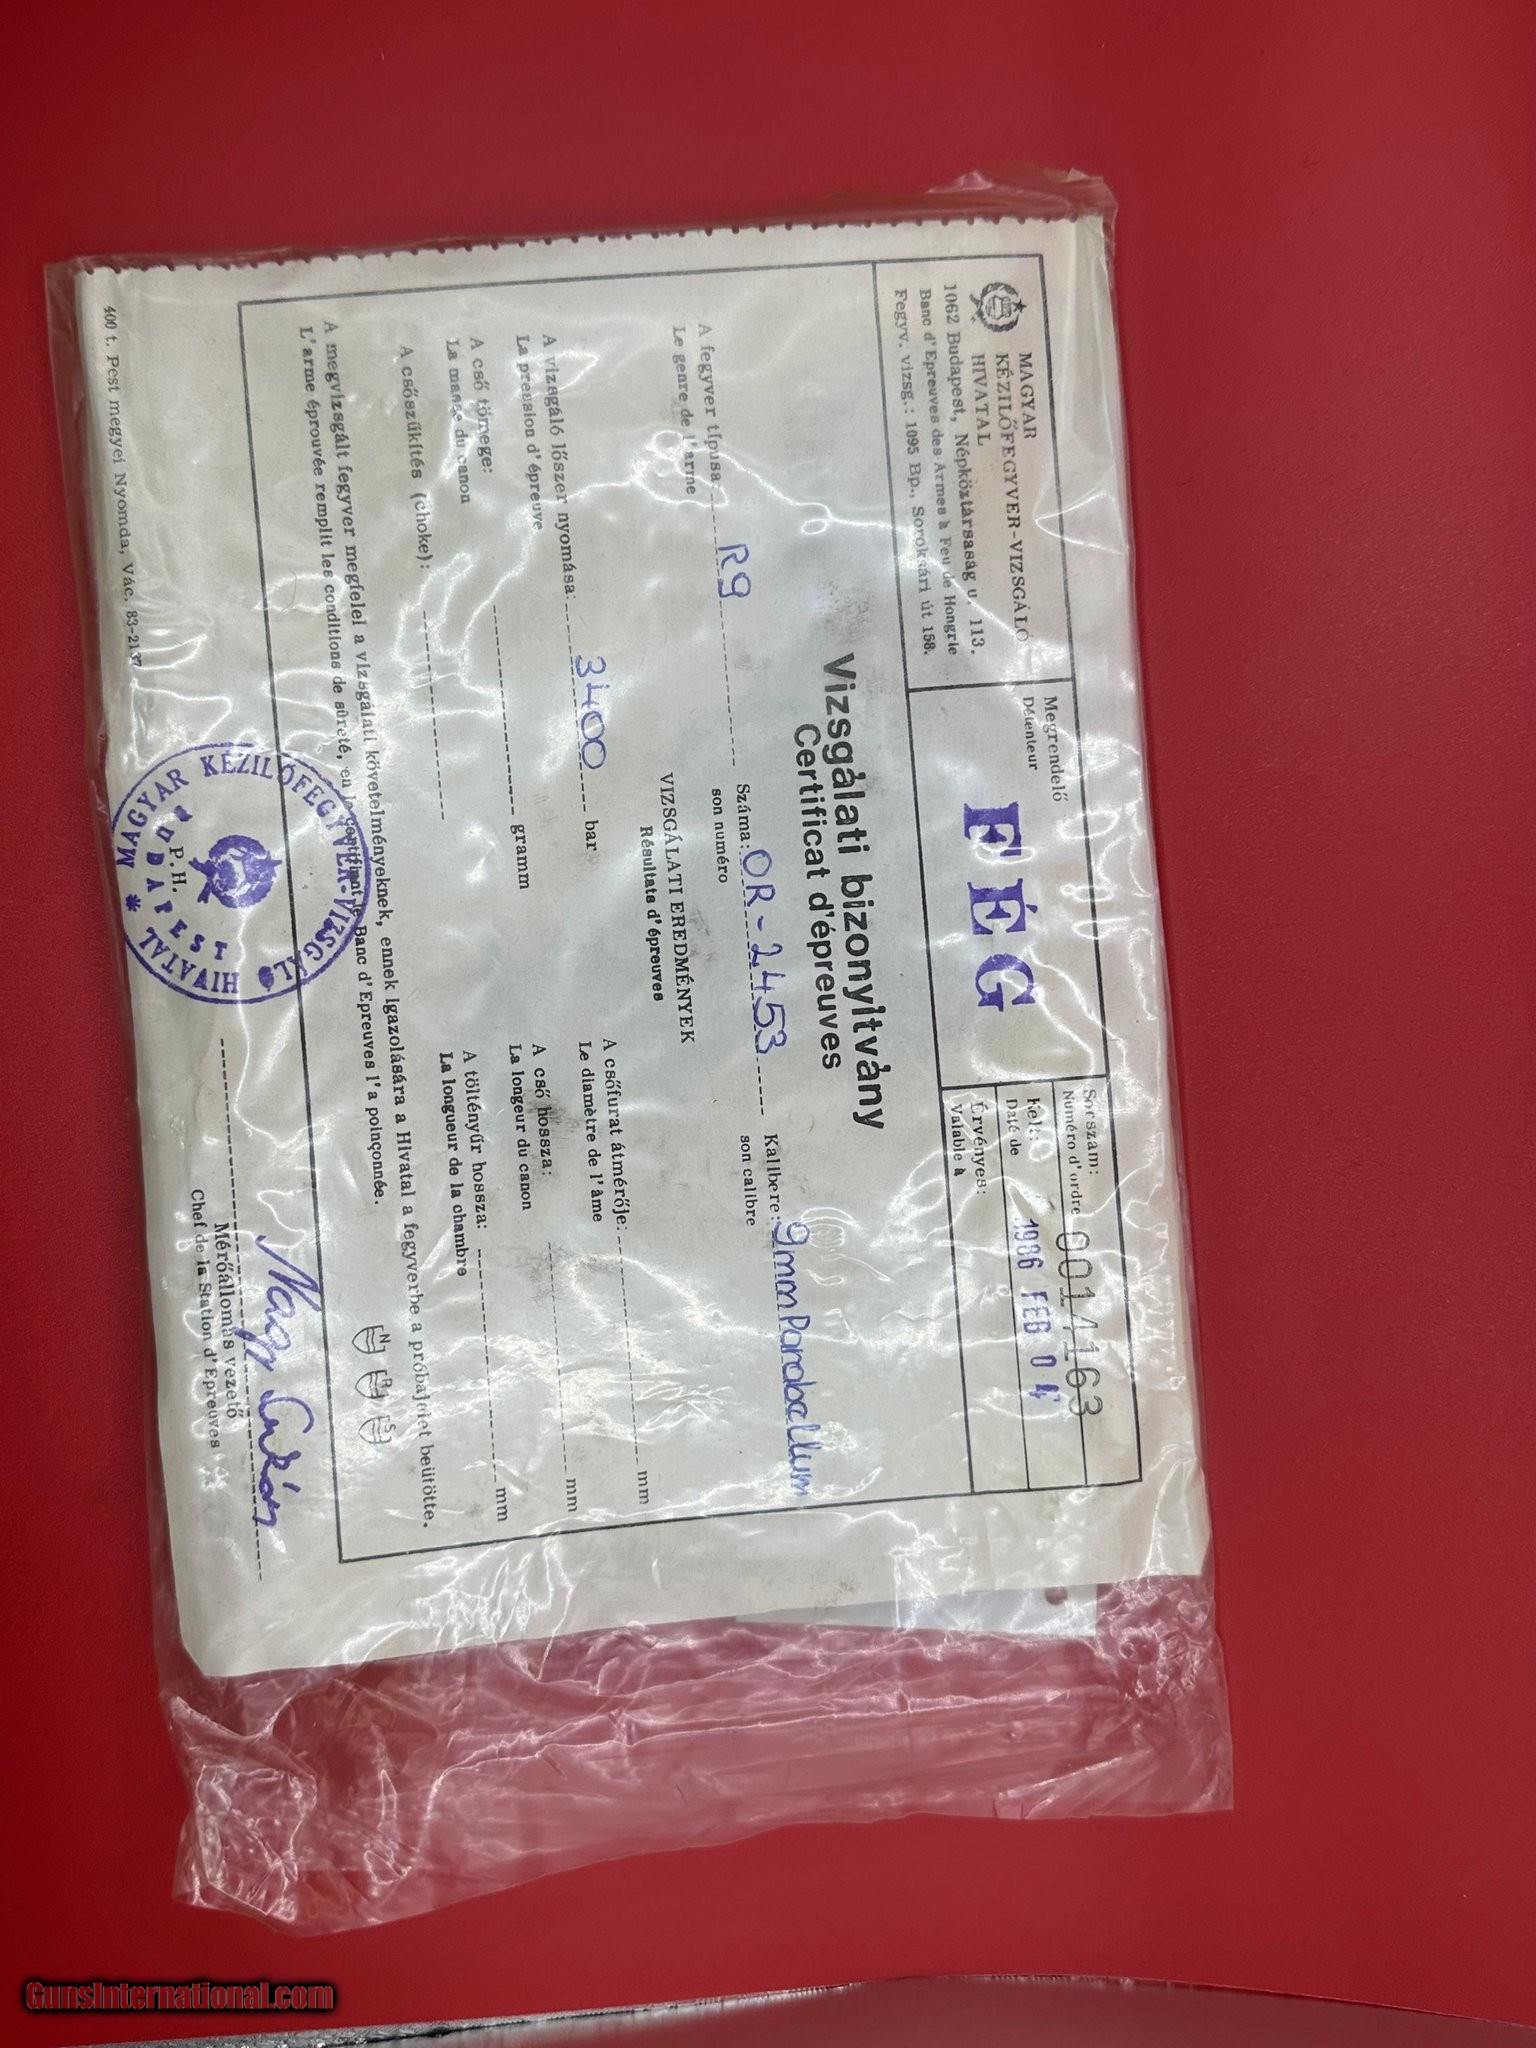 MAGYAR
KÉZILŐFEGYVER-VIZSGÁLÓ
HIVATAL
1062 Budapest, Népköztársaság u. 113.
Banc d'Epreuves des Armes à Feu de Hongrie
Fegyv. vizsg.: 1095 Bp., Soroksári út 158.
Megrendelő
Détenteur
FÉG
Sorszám:
Numéro d'ordre 0014163
Kelt: 1986 FEB 04
Daté de
Érvényes:
Valable à
Vizsgálati bizonyítvány
Certificat d'épreuves
A fegyver típusa: R9 Száma: OR-2453 Kalibere: 9mm Parabellum
Le genre de l'arme son numéro son calibre
VIZSGÁLATI EREDMÉNYEK
Résultats d'épreuves
A vizsgáló lőszer nyomása: 3400 bar A csőfurat átmérője: mm
La pression d'épreuve Le diamètre de l'âme
A cső tömege: gramm A cső hossza: mm
La masse du canon La longeur du canon
A csőszűkítés (choke): A töltényűr hossza: mm
La longueur de la chambre
A megvizsgált fegyver megfelel a vizsgálati követelményeknek, ennek igazolására a Hivatal a fegyverbe a próbajelet beütötte.
L'arme éprouvée remplit les conditions de sûreté, en le certifiant le Banc d'Epreuves l'a poinçonnée.
N R S
MAGYAR KÉZILŐFEGYVER-VIZSGÁLÓ HIVATAL
BUDAPEST
P.H.
Mérőállomás vezető
Chef de la Station d'Epreuves
400 t. Pest megyei Nyomda, Vác. 83-2137
GunsInternational.com